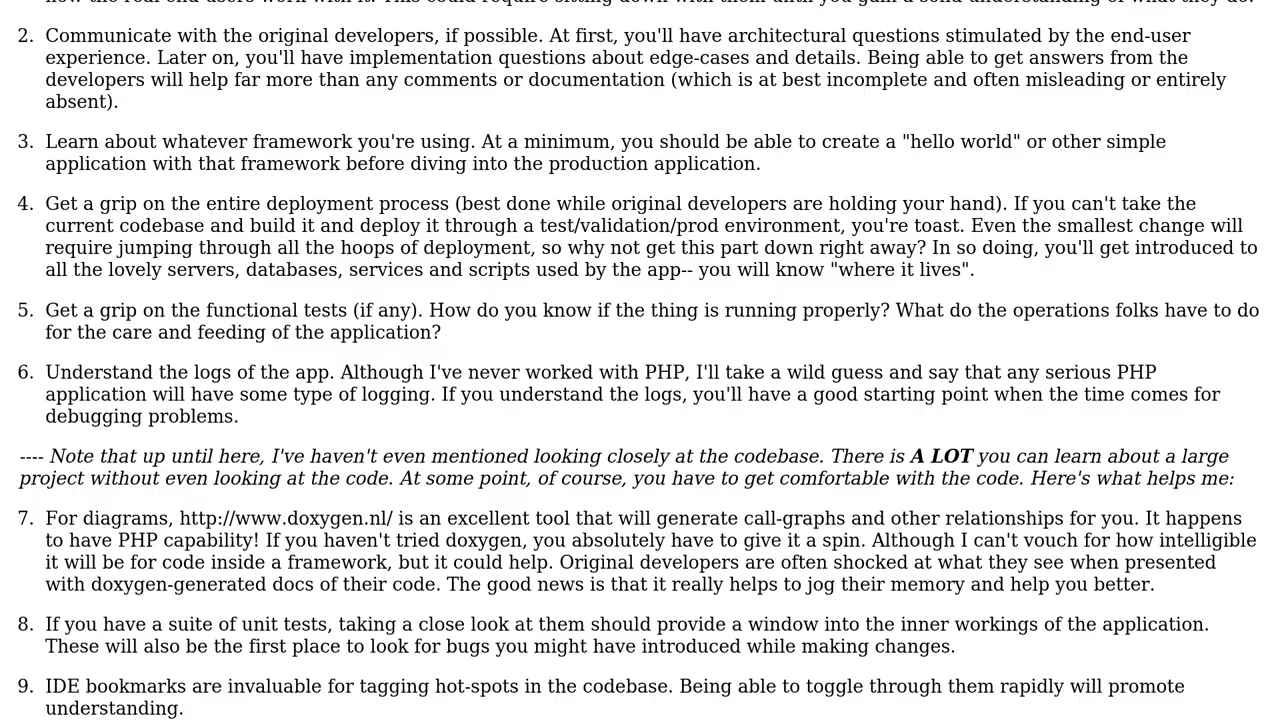 2. Communicate with the original developers, if possible. At first, you'll have architectural questions stimulated by the end-user
experience. Later on, you'll have implementation questions about edge-cases and details. Being able to get answers from the
developers will help far more than any comments or documentation (which is at best incomplete and often misleading or entirely
absent).
3. Learn about whatever framework you're using. At a minimum, you should be able to create a "hello world" or other simple
application with that framework before diving into the production application.
4. Get a grip on the entire deployment process (best done while original developers are holding your hand). If you can't take the
current codebase and build it and deploy it through a test/validation/prod environment, you're toast. Even the smallest change will
require jumping through all the hoops of deployment, so why not get this part down right away? In so doing, you'll get introduced to
all the lovely servers, databases, services and scripts used by the app-- you will know "where it lives".
5. Get a grip on the functional tests (if any). How do you know if the thing is running properly? What do the operations folks have to do
for the care and feeding of the application?
6. Understand the logs of the app. Although I've never worked with PHP, I'll take a wild guess and say that any serious PHP
application will have some type of logging. If you understand the logs, you'll have a good starting point when the time comes for
debugging problems.
---- Note that up until here, I've haven't even mentioned looking closely at the codebase. There is A LOT you can learn about a large
project without even looking at the code. At some point, of course, you have to get comfortable with the code. Here's what helps me:
7. For diagrams, http://www.doxygen.nl/ is an excellent tool that will generate call-graphs and other relationships for you. It happens
to have PHP capability! If you haven't tried doxygen, you absolutely have to give it a spin. Although I can't vouch for how intelligible
it will be for code inside a framework, but it could help. Original developers are often shocked at what they see when presented
with doxygen-generated docs of their code. The good news is that it really helps to jog their memory and help you better.
8. If you have a suite of unit tests, taking a close look at them should provide a window into the inner workings of the application.
These will also be the first place to look for bugs you might have introduced while making changes.
9. IDE bookmarks are invaluable for tagging hot-spots in the codebase. Being able to toggle through them rapidly will promote
understanding.